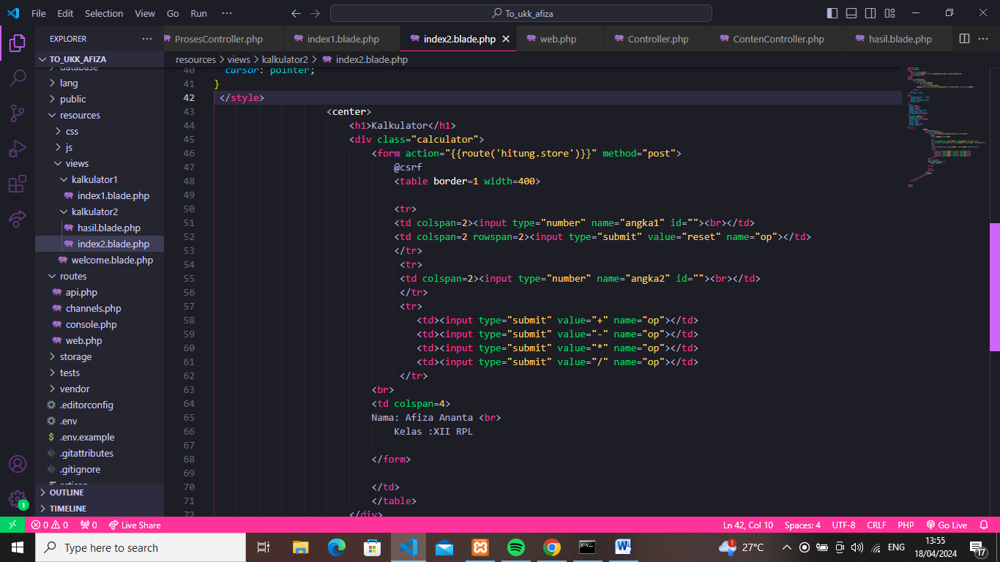 File Edit Selection View Go Run ··· To_ukk_afiza
EXPLORER ···
ProsesController.php index1.blade.php index2.blade.php web.php Controller.php ContenController.php hasil.blade.php ···
TO_UKK_AFIZA
resources > views > kalkulator2 > index2.blade.php
database
lang
public
resources
css
js
views
kalkulator1
index1.blade.php
kalkulator2
hasil.blade.php
index2.blade.php
welcome.blade.php
routes
api.php
channels.php
console.php
web.php
storage
tests
vendor
.editorconfig
.env
.env.example
.gitattributes
.gitignore
artisan
OUTLINE
TIMELINE
40 cursor: pointer;
41 }
42 </style>
43 <center>
44 <h1>Kalkulator</h1>
45 <div class="calculator">
46 <form action="{{route('hitung.store')}}" method="post">
47 @csrf
48 <table border=1 width=400>
49
50 <tr>
51 <td colspan=2><input type="number" name="angka1" id=""><br></td>
52 <td colspan=2 rowspan=2><input type="submit" value="reset" name="op"></td>
53 </tr>
54 <tr>
55 <td colspan=2><input type="number" name="angka2" id=""><br></td>
56 </tr>
57 <tr>
58 <td><input type="submit" value="+" name="op"></td>
59 <td><input type="submit" value="-" name="op"></td>
60 <td><input type="submit" value="*" name="op"></td>
61 <td><input type="submit" value="/" name="op"></td>
62 </tr>
63 <br>
64 <td colspan=4>
65 Nama: Afiza Ananta <br>
66 Kelas :XII RPL
67
68 </form>
69
70 </td>
71 </table>
72 </div>
1
0 0 0 Live Share Ln 42, Col 10 Spaces: 4 UTF-8 CRLF PHP Go Live
Type here to search 1 27°C ENG 13:55
18/04/2024 17